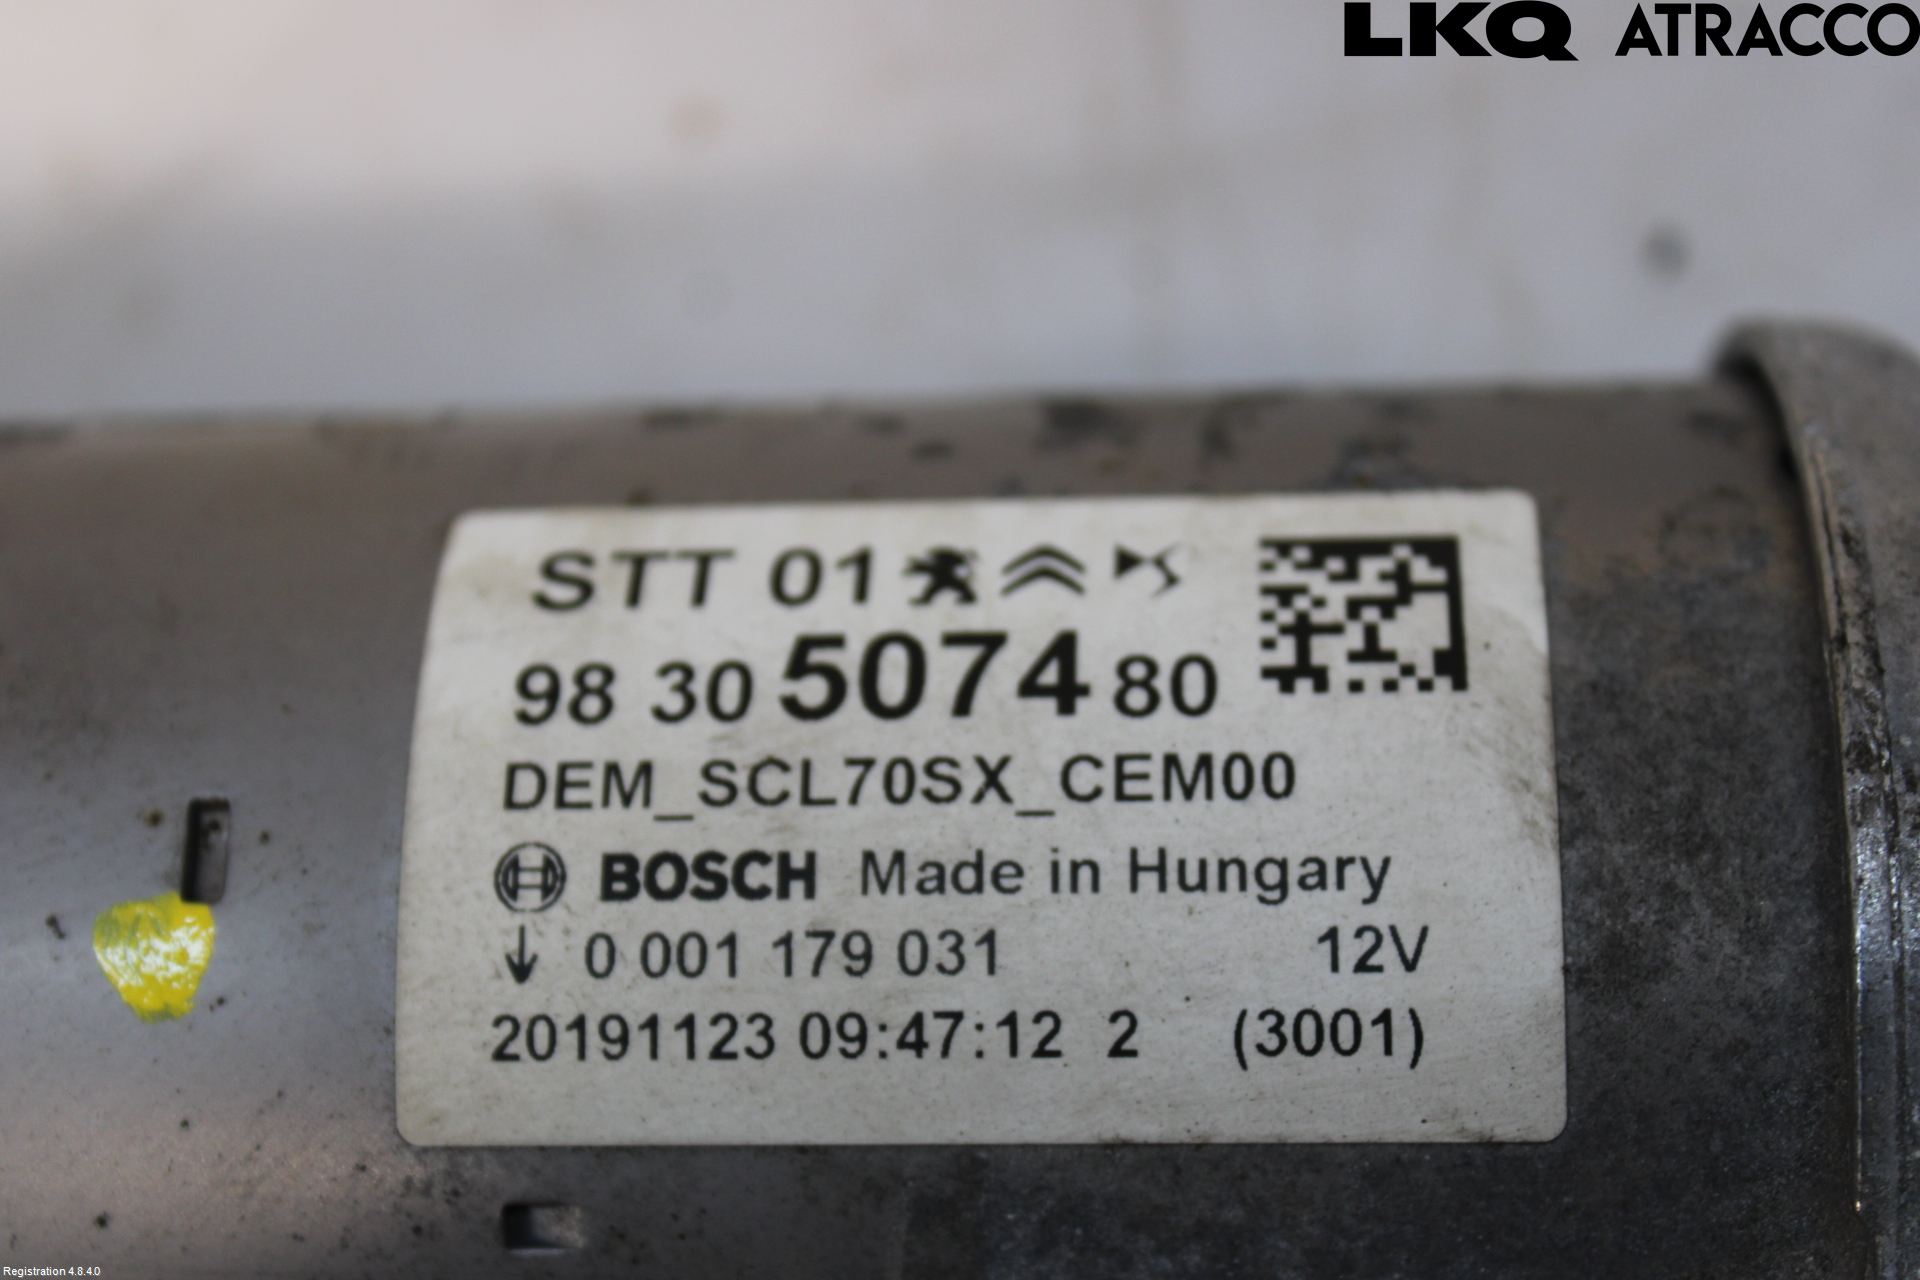 LKQ ATRACCO
STT 01
98 30 5074 80
DEM_SCL70SX_CEM00
BOSCH Made in Hungary
0 001 179 031 12V
20191123 09:47:12 2 (3001)
Registration 4.8.4.0